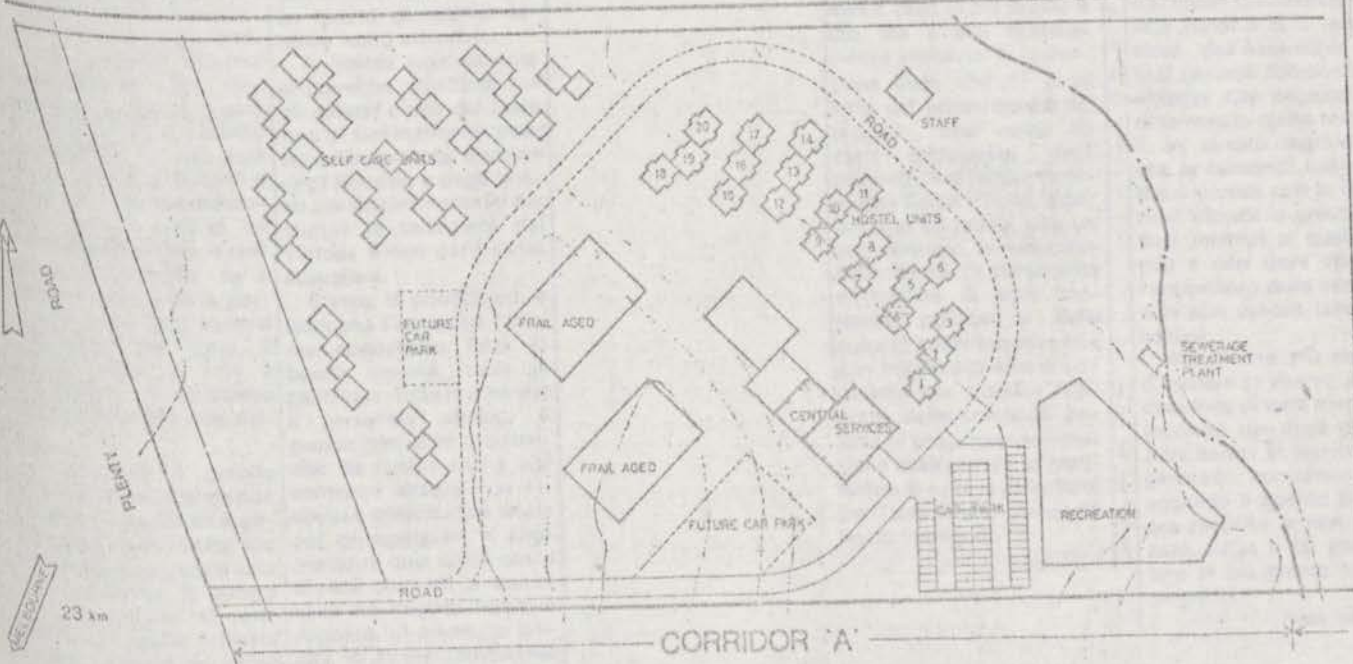 STAFF
ROAD
20
17
14
19
16
13
18
15
12
11
10
9
8
7
6
5
3
2
1
SELF CARE UNITS
HOSTEL UNITS
ROAD
FUTURE
CAR
PARK
FRAIL AGED
SEWERAGE
TREATMENT
PLANT
CENTRAL
SERVICES
PLENTY
FRAIL AGED
FUTURE CAR PARK
CAR PARK
RECREATION
ROAD
MELBOURNE
23 km
CORRIDOR 'A'